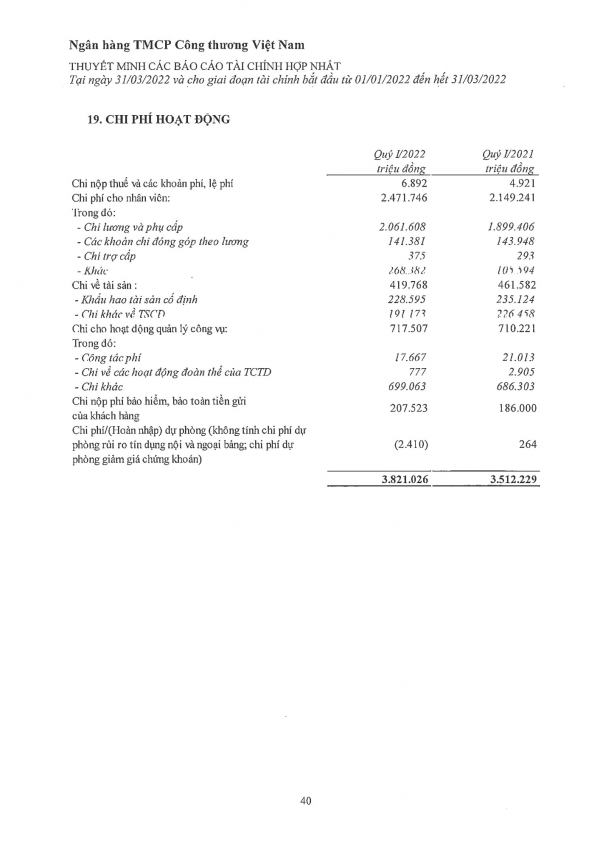 Ngân hàng TMCP Công thương Việt Nam
THUYẾT MINH CÁC BÁO CÁO TÀI CHÍNH HỢP NHẤT
Tại ngày 31/03/2022 và cho giai đoạn tài chính bắt đầu từ 01/01/2022 đến hết 31/03/2022
19. CHI PHÍ HOẠT ĐỘNG
Quý I/2022 Quý I/2021
triệu đồng triệu đồng
Chi nộp thuế và các khoản phí, lệ phí 6.892 4.921
Chi phí cho nhân viên: 2.471.746 2.149.241
Trong đó:
- Chi lương và phụ cấp 2.061.608 1.899.406
- Các khoản chi đóng góp theo lương 141.381 143.948
- Chi trợ cấp 375 293
- Khác 268.382 105.594
Chi về tài sản : 419.768 461.582
- Khấu hao tài sản cố định 228.595 235.124
- Chi khác về TSCĐ 191.173 226.458
Chi cho hoạt động quản lý công vụ: 717.507 710.221
Trong đó:
- Công tác phí 17.667 21.013
- Chi về các hoạt động đoàn thể của TCTD 777 2.905
- Chi khác 699.063 686.303
Chi nộp phí bảo hiểm, bảo toàn tiền gửi
của khách hàng 207.523 186.000
Chi phí/(Hoàn nhập) dự phòng (không tính chi phí dự
phòng rủi ro tín dụng nội và ngoại bảng; chi phí dự (2.410) 264
phòng giảm giá chứng khoán)
3.821.026 3.512.229
40